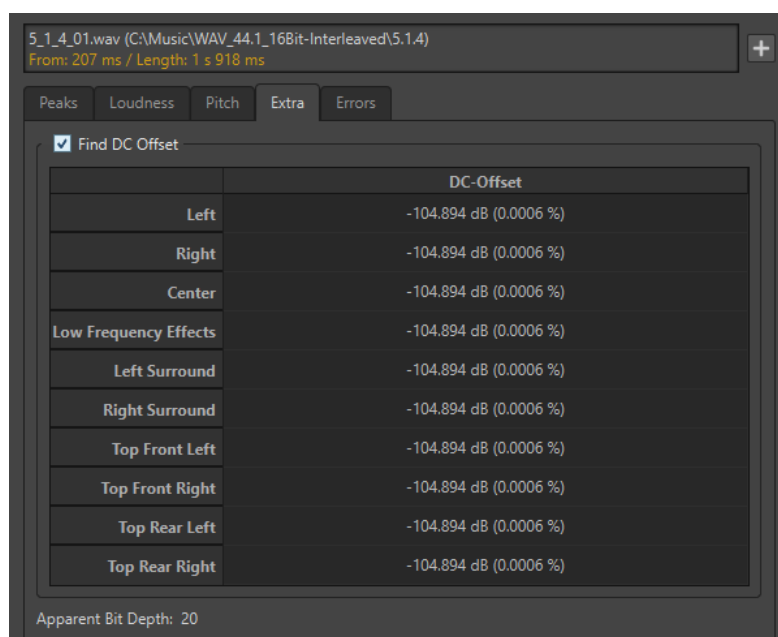 5_1_4_01.wav (C:\Music\WAV_44.1_16Bit-Interleaved\5.1.4)
From: 207 ms / Length: 1 s 918 ms
Peaks Loudness Pitch Extra Errors
Find DC Offset
DC-Offset
Left -104.894 dB (0.0006 %)
Right -104.894 dB (0.0006 %)
Center -104.894 dB (0.0006 %)
Low Frequency Effects -104.894 dB (0.0006 %)
Left Surround -104.894 dB (0.0006 %)
Right Surround -104.894 dB (0.0006 %)
Top Front Left -104.894 dB (0.0006 %)
Top Front Right -104.894 dB (0.0006 %)
Top Rear Left -104.894 dB (0.0006 %)
Top Rear Right -104.894 dB (0.0006 %)
Apparent Bit Depth: 20